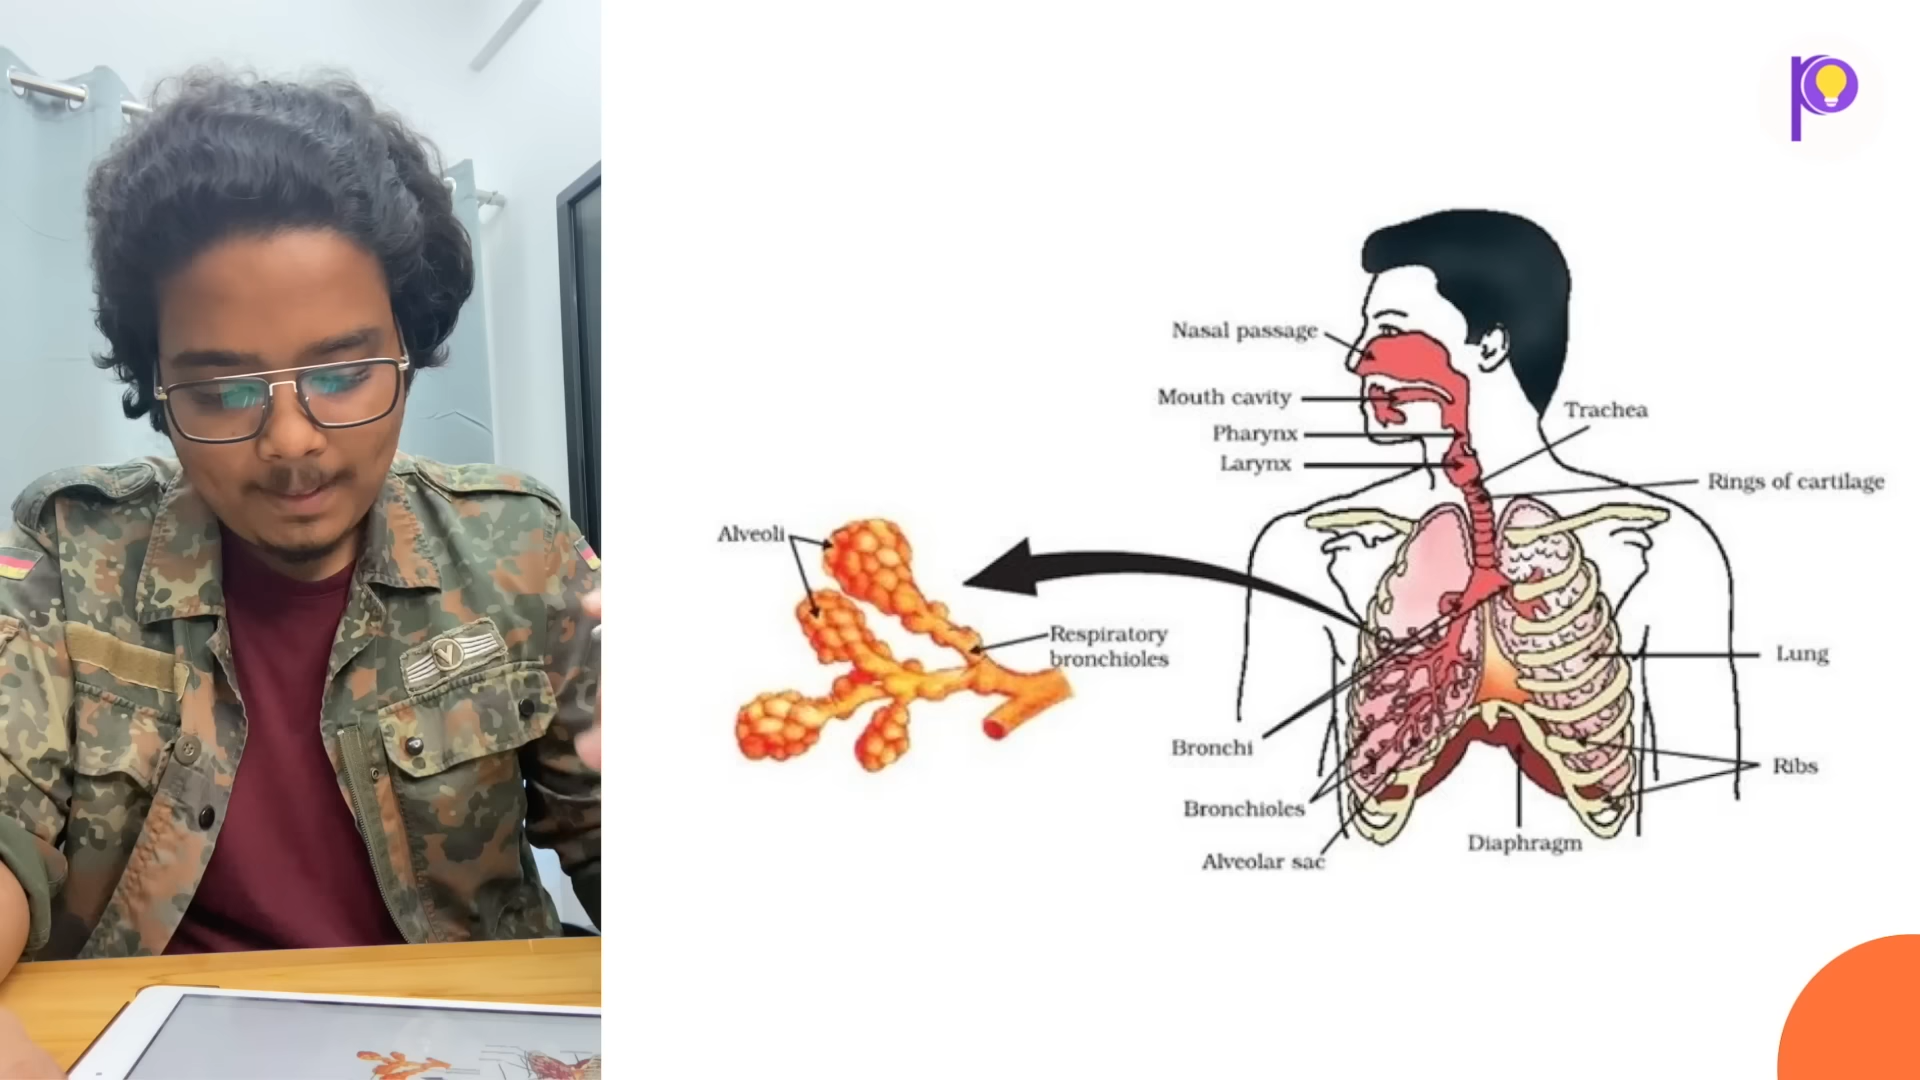 Nasal passage
Mouth cavity
Pharynx
Larynx
Trachea
Rings of cartilage
Alveoli
Respiratory
bronchioles
Lung
Bronchi
Ribs
Bronchioles
Diaphragm
Alveolar sac